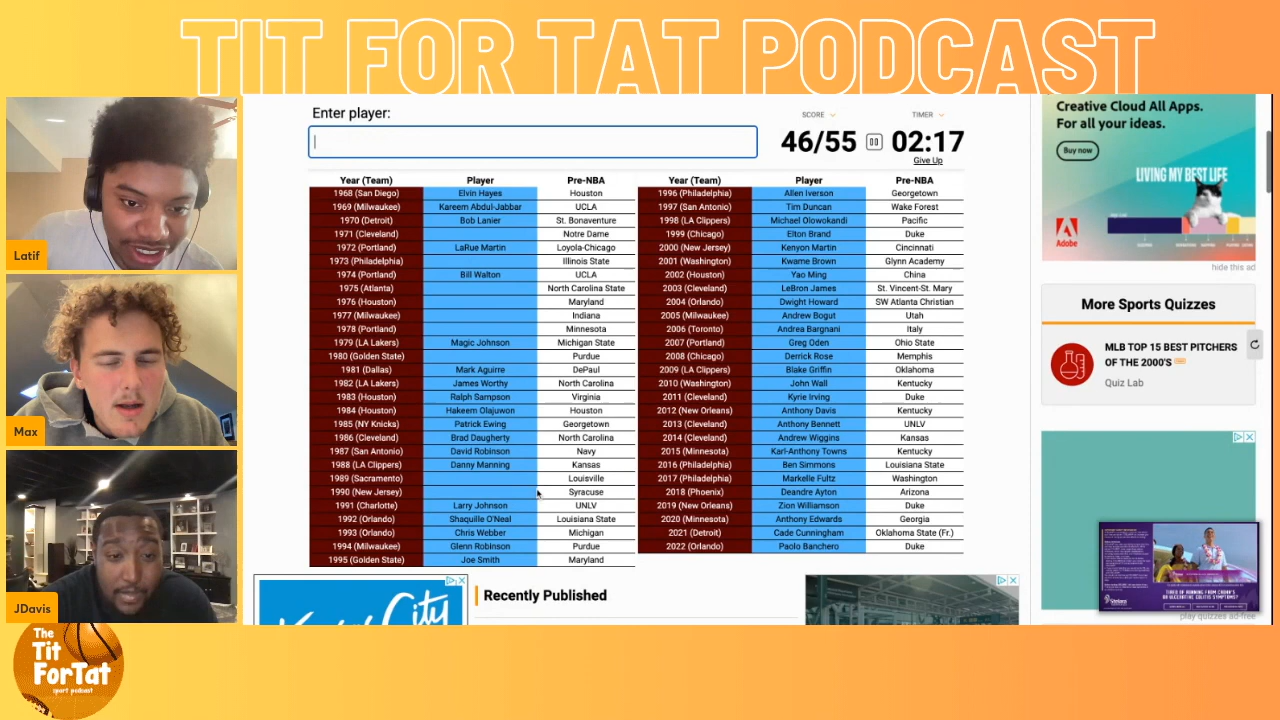 TIT FOR TAT PODCAST
Latif
Max
JDavis
The
Tit
ForTat
sport podcast
Enter player:
SCORE
TIMER
46/55
02:17
Give Up
Year (Team) Player Pre-NBA
1968 (San Diego) Elvin Hayes Houston
1969 (Milwaukee) Kareem Abdul-Jabbar UCLA
1970 (Detroit) Bob Lanier St. Bonaventure
1971 (Cleveland) Notre Dame
1972 (Portland) LaRue Martin Loyola-Chicago
1973 (Philadelphia) Illinois State
1974 (Portland) Bill Walton UCLA
1975 (Atlanta) North Carolina State
1976 (Houston) Maryland
1977 (Milwaukee) Indiana
1978 (Portland) Minnesota
1979 (LA Lakers) Magic Johnson Michigan State
1980 (Golden State) Purdue
1981 (Dallas) Mark Aguirre DePaul
1982 (LA Lakers) James Worthy North Carolina
1983 (Houston) Ralph Sampson Virginia
1984 (Houston) Hakeem Olajuwon Houston
1985 (NY Knicks) Patrick Ewing Georgetown
1986 (Cleveland) Brad Daugherty North Carolina
1987 (San Antonio) David Robinson Navy
1988 (LA Clippers) Danny Manning Kansas
1989 (Sacramento) Louisville
1990 (New Jersey) Syracuse
1991 (Charlotte) Larry Johnson UNLV
1992 (Orlando) Shaquille O'Neal Louisiana State
1993 (Orlando) Chris Webber Michigan
1994 (Milwaukee) Glenn Robinson Purdue
1995 (Golden State) Joe Smith Maryland
Year (Team) Player Pre-NBA
1996 (Philadelphia) Allen Iverson Georgetown
1997 (San Antonio) Tim Duncan Wake Forest
1998 (LA Clippers) Michael Olowokandi Pacific
1999 (Chicago) Elton Brand Duke
2000 (New Jersey) Kenyon Martin Cincinnati
2001 (Washington) Kwame Brown Glynn Academy
2002 (Houston) Yao Ming China
2003 (Cleveland) LeBron James St. Vincent-St. Mary
2004 (Orlando) Dwight Howard SW Atlanta Christian
2005 (Milwaukee) Andrew Bogut Utah
2006 (Toronto) Andrea Bargnani Italy
2007 (Portland) Greg Oden Ohio State
2008 (Chicago) Derrick Rose Memphis
2009 (LA Clippers) Blake Griffin Oklahoma
2010 (Washington) John Wall Kentucky
2011 (Cleveland) Kyrie Irving Duke
2012 (New Orleans) Anthony Davis Kentucky
2013 (Cleveland) Anthony Bennett UNLV
2014 (Cleveland) Andrew Wiggins Kansas
2015 (Minnesota) Karl-Anthony Towns Kentucky
2016 (Philadelphia) Ben Simmons Louisiana State
2017 (Philadelphia) Markelle Fultz Washington
2018 (Phoenix) Deandre Ayton Arizona
2019 (New Orleans) Zion Williamson Duke
2020 (Minnesota) Anthony Edwards Georgia
2021 (Detroit) Cade Cunningham Oklahoma State (Fr.)
2022 (Orlando) Paolo Banchero Duke
Recently Published
City
Creative Cloud All Apps.
For all your ideas.
Buy now
LIVING MY BEST LIFE
Adobe
hide this ad
More Sports Quizzes
MLB TOP 15 BEST PITCHERS
OF THE 2000'S
Quiz Lab
play quizzes ad-free